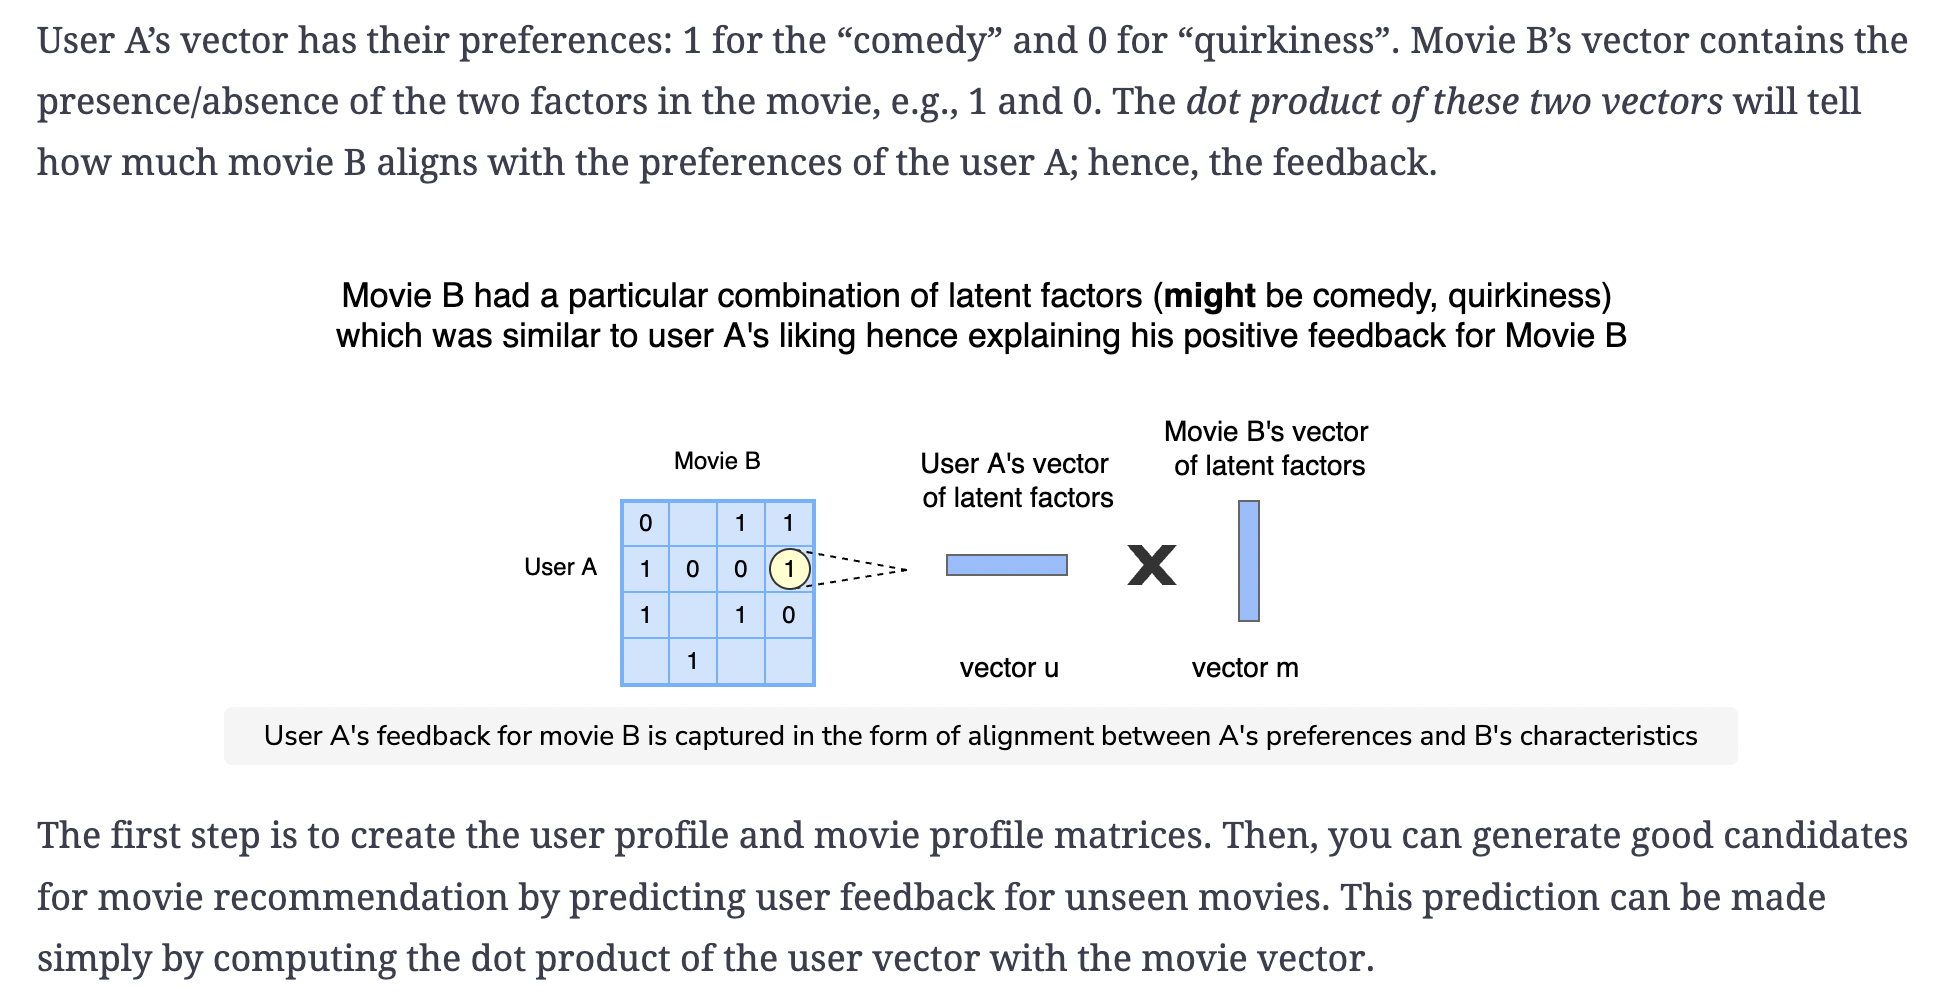 User A’s vector has their preferences: 1 for the “comedy” and 0 for “quirkiness”. Movie B’s vector contains the
presence/absence of the two factors in the movie, e.g., 1 and 0. The dot product of these two vectors will tell
how much movie B aligns with the preferences of the user A; hence, the feedback.
Movie B had a particular combination of latent factors (might be comedy, quirkiness)
which was similar to user A's liking hence explaining his positive feedback for Movie B
Movie B
User A
0 1 1
1 0 0 1
1 1 0
1
User A's vector
of latent factors
vector u
X
Movie B's vector
of latent factors
vector m
User A's feedback for movie B is captured in the form of alignment between A's preferences and B's characteristics
The first step is to create the user profile and movie profile matrices. Then, you can generate good candidates
for movie recommendation by predicting user feedback for unseen movies. This prediction can be made
simply by computing the dot product of the user vector with the movie vector.